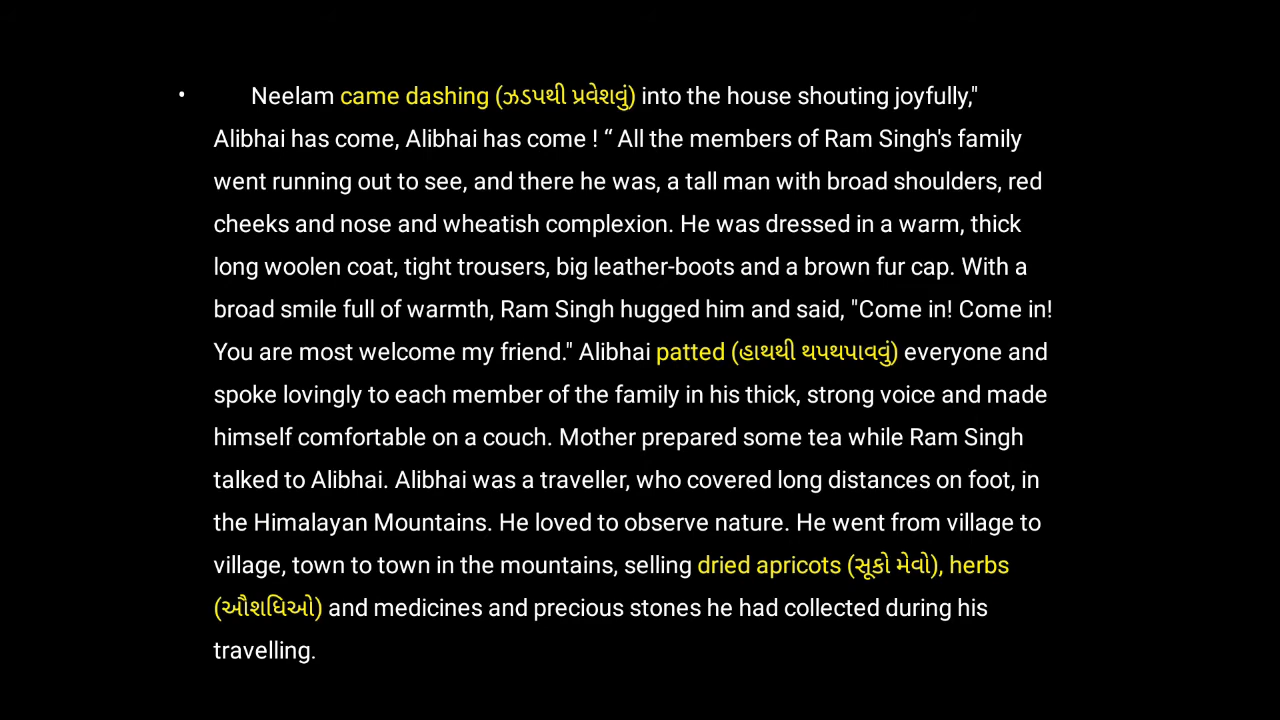 • Neelam came dashing (ઝડપથી પ્રવેશવું) into the house shouting joyfully,"
Alibhai has come, Alibhai has come ! “ All the members of Ram Singh's family
went running out to see, and there he was, a tall man with broad shoulders, red
cheeks and nose and wheatish complexion. He was dressed in a warm, thick
long woolen coat, tight trousers, big leather-boots and a brown fur cap. With a
broad smile full of warmth, Ram Singh hugged him and said, "Come in! Come in!
You are most welcome my friend." Alibhai patted (હાથથી થપથપાવવું) everyone and
spoke lovingly to each member of the family in his thick, strong voice and made
himself comfortable on a couch. Mother prepared some tea while Ram Singh
talked to Alibhai. Alibhai was a traveller, who covered long distances on foot, in
the Himalayan Mountains. He loved to observe nature. He went from village to
village, town to town in the mountains, selling dried apricots (સૂકો મેવો), herbs
(ઔશધિઓ) and medicines and precious stones he had collected during his
travelling.